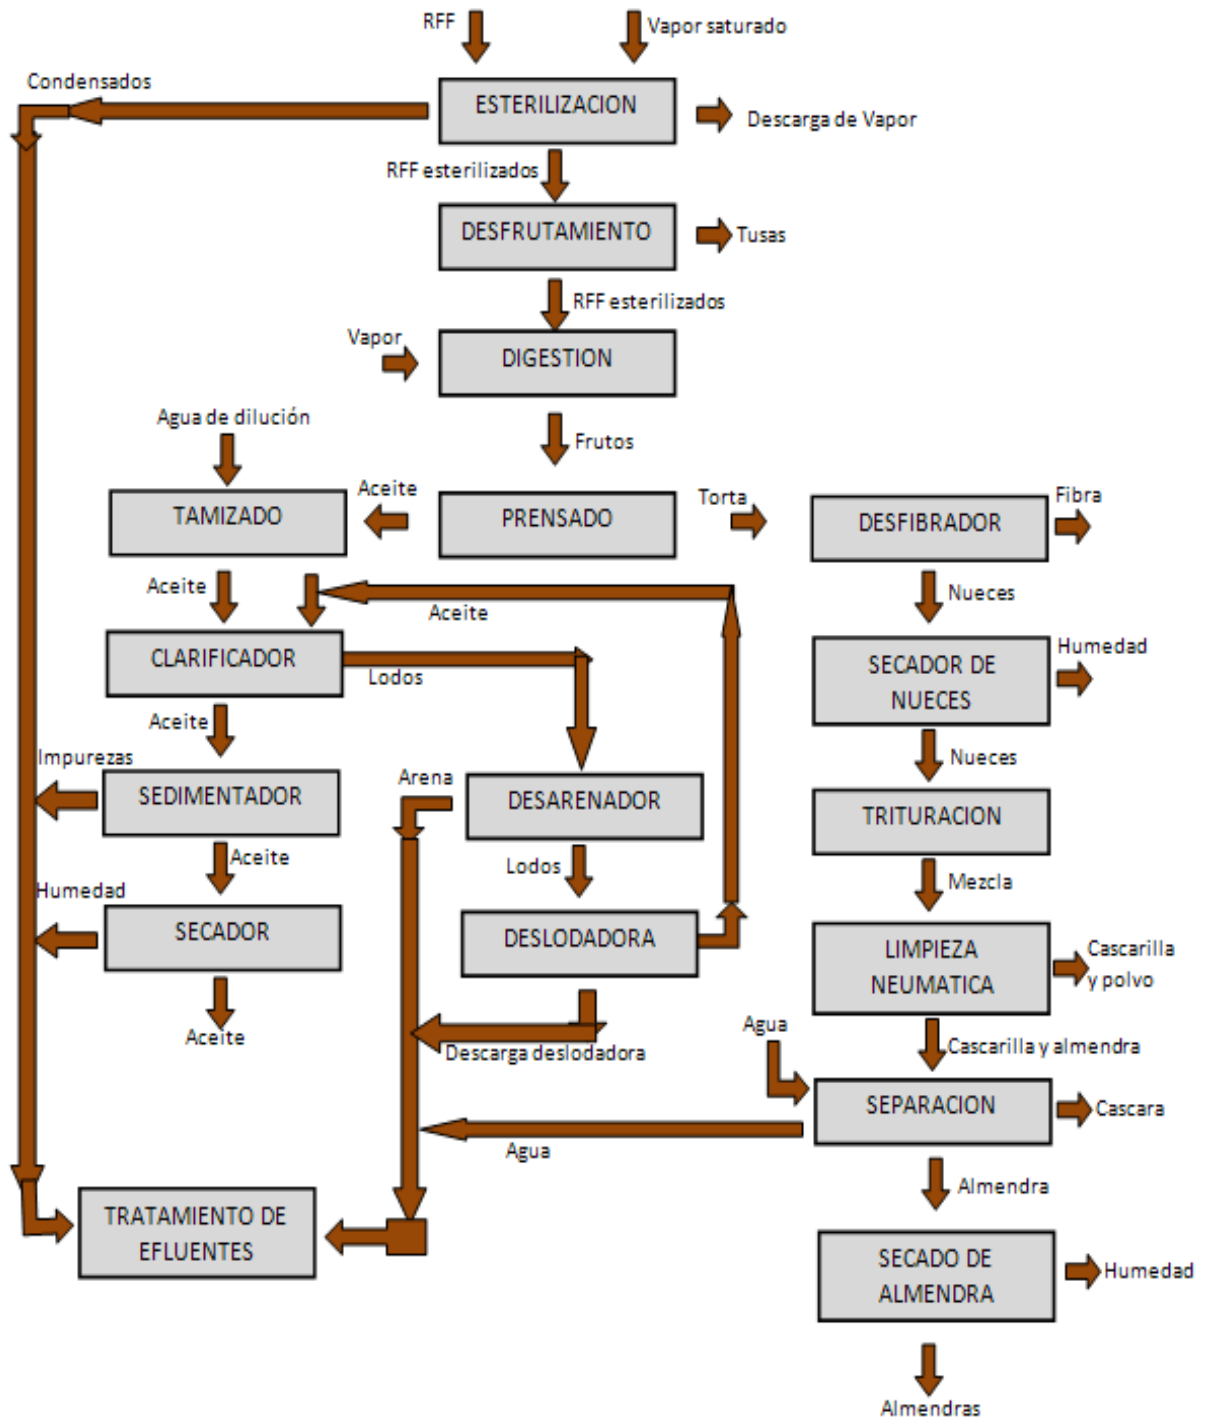 RFF
Vapor saturado
Condensados
ESTERILIZACION
Descarga de Vapor
RFF esterilizados
DESFRUTAMIENTO
Tusas
RFF esterilizados
Vapor
DIGESTION
Agua de dilución
Frutos
Aceite
Torta
Fibra
TAMIZADO
PRENSADO
DESFIBRADOR
Aceite
Aceite
Nueces
CLARIFICADOR
Lodos
SECADOR DE
NUECES
Humedad
Aceite
Impurezas
Arena
Nueces
SEDIMENTADOR
DESARENADOR
TRITURACION
Aceite
Lodos
Mezcla
Humedad
SECADOR
DESLODADORA
LIMPIEZA
NEUMATICA
Cascarilla
y polvo
Aceite
Descarga deslodadora
Agua
Cascarilla y almendra
SEPARACION
Cascara
Agua
Almendra
TRATAMIENTO DE
EFLUENTES
SECADO DE
ALMENDRA
Humedad
Almendras